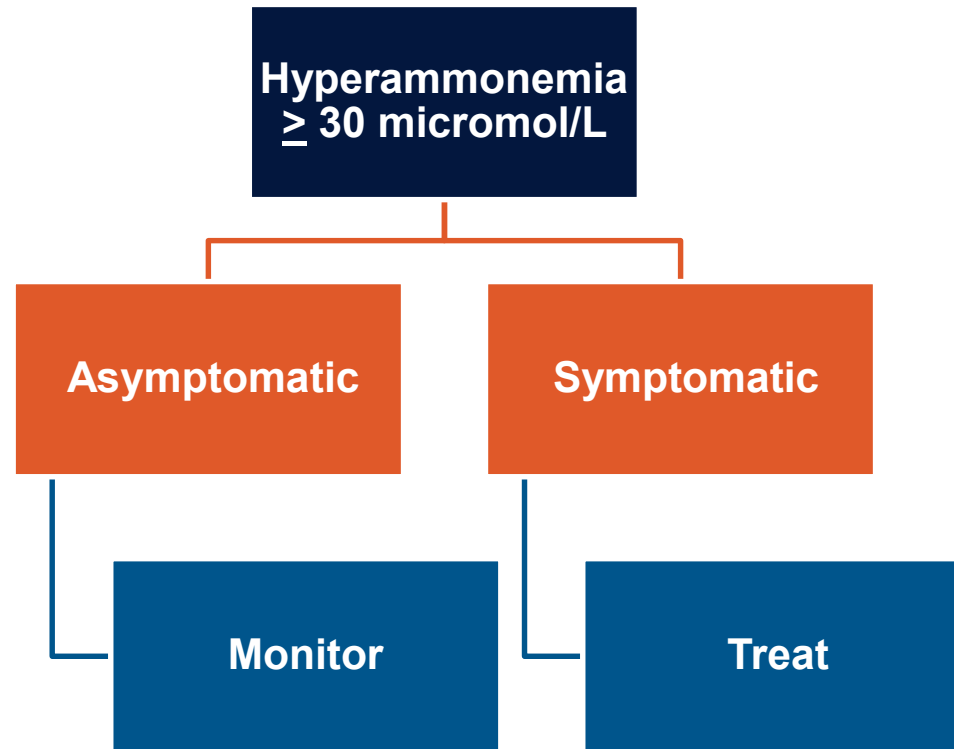 Hyperammonemia
≥ 30 micromol/L
Asymptomatic
Symptomatic
Monitor
Treat